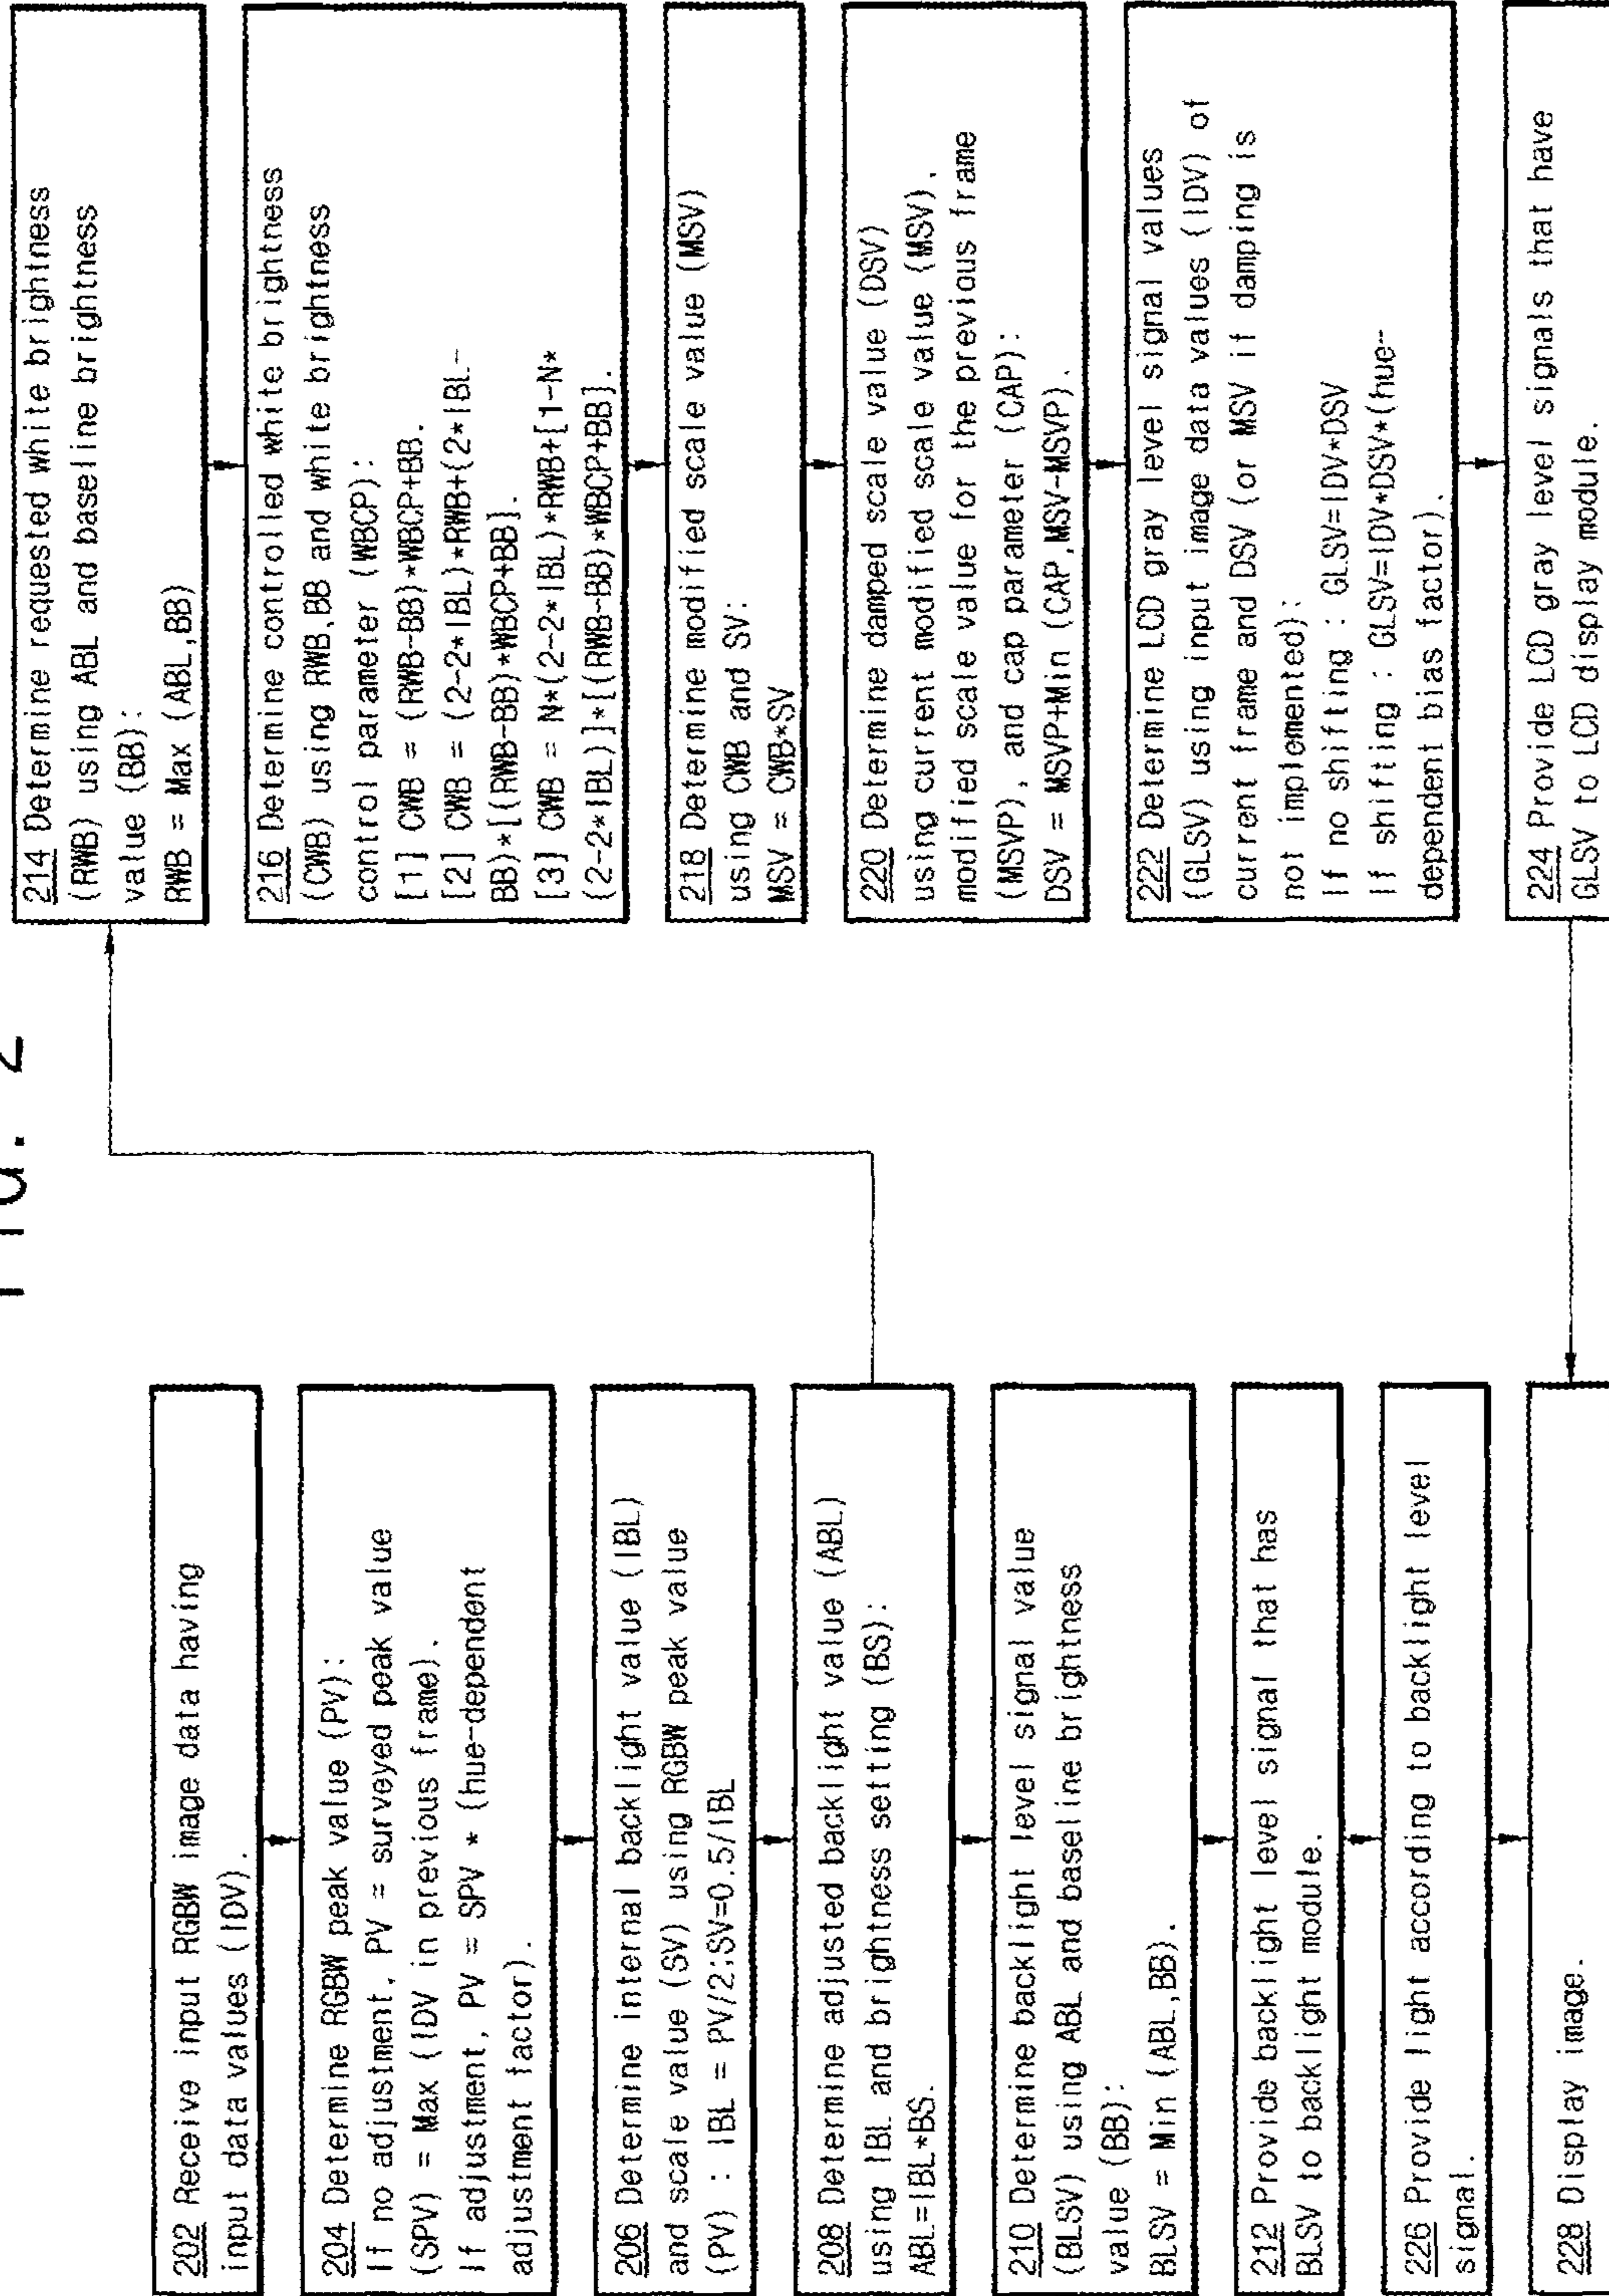 FIG. 2
202 Receive input RGBW image data having
input data values (IDV).
204 Determine RGBW peak value (PV):
If no adjustment, PV = surveyed peak value
(SPV) = Max (IDV in previous frame).
If adjustment, PV = SPV * (hue-dependent
adjustment factor).
206 Determine internal backlight value (IBL)
and scale value (SV) using RGBW peak value
(PV) : IBL = PV/2;SV=0.5/IBL
208 Determine adjusted backlight value (ABL)
using IBL and brightness setting (BS):
ABL=IBL*BS.
210 Determine backlight level signal value
(BLSV) using ABL and baseline brightness
value (BB):
BLSV = Min (ABL,BB).
212 Provide backlight level signal that has
BLSV to backlight module.
226 Provide light according to backlight level
signal.
228 Display image.
214 Determine requested white brightness
(RWB) using ABL and baseline brightness
value (BB):
RWB = Max (ABL,BB)
216 Determine controlled white brightness
(CWB) using RWB,BB and white brightness
control parameter (WBCP):
[1] CWB = (RWB-BB)*WBCP+BB.
[2] CWB = (2-2*IBL)*RWB+(2*IBL-
BB)*[(RWB-BB)*WBCP+BB].
[3] CWB = N*(2-2*IBL)*RWB+[1-N*
(2-2*IBL)]*[(RWB-BB)*WBCP+BB].
218 Determine modified scale value (MSV)
using CWB and SV:
MSV = CWB*SV
220 Determine damped scale value (DSV)
using current modified scale value (MSV),
modified scale value for the previous frame
(MSVP), and cap parameter (CAP):
DSV = MSVP+Min (CAP,MSV-MSVP).
222 Determine LCD gray level signal values
(GLSV) using input image data values (IDV) of
current frame and DSV (or MSV if damping is
not implemented):
If no shifting : GLSV=IDV*DSV
If shifting : GLSV=IDV*DSV*(hue-
dependent bias factor).
224 Provide LCD gray level signals that have
GLSV to LCD display module.